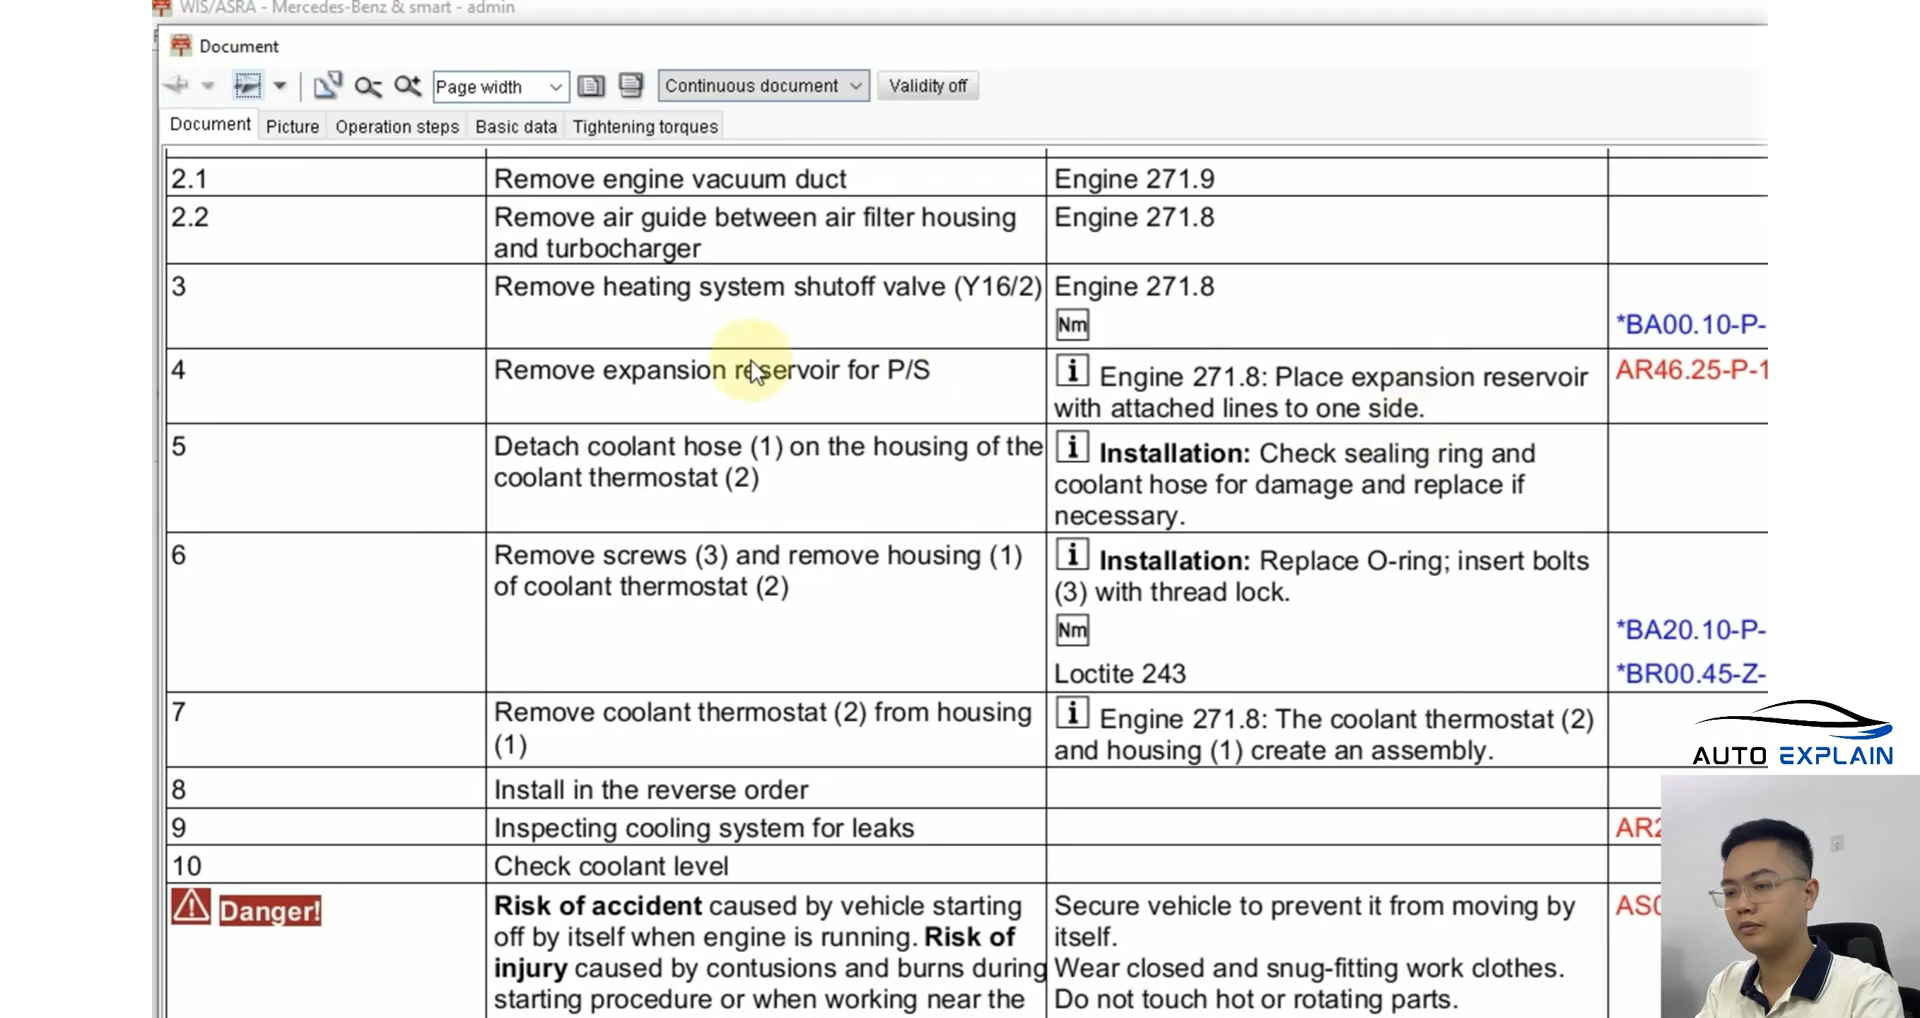 WIS/ASRA - Mercedes-Benz & smart - admin
Document
Page width
Continuous document
Validity off
Document
Picture
Operation steps
Basic data
Tightening torques
2.1
Remove engine vacuum duct
Engine 271.9
2.2
Remove air guide between air filter housing
and turbocharger
Engine 271.8
3
Remove heating system shutoff valve (Y16/2)
Engine 271.8
Nm
*BA00.10-P-
4
Remove expansion reservoir for P/S
i Engine 271.8: Place expansion reservoir
with attached lines to one side.
AR46.25-P-1
5
Detach coolant hose (1) on the housing of the
coolant thermostat (2)
i Installation: Check sealing ring and
coolant hose for damage and replace if
necessary.
6
Remove screws (3) and remove housing (1)
of coolant thermostat (2)
i Installation: Replace O-ring; insert bolts
(3) with thread lock.
Nm
Loctite 243
*BA20.10-P-
*BR00.45-Z-
7
Remove coolant thermostat (2) from housing
(1)
i Engine 271.8: The coolant thermostat (2)
and housing (1) create an assembly.
8
Install in the reverse order
9
Inspecting cooling system for leaks
AR2
10
Check coolant level
Danger!
Risk of accident caused by vehicle starting
off by itself when engine is running. Risk of
injury caused by contusions and burns during
starting procedure or when working near the
Secure vehicle to prevent it from moving by
itself.
Wear closed and snug-fitting work clothes.
Do not touch hot or rotating parts.
AS0
AUTO EXPLAIN